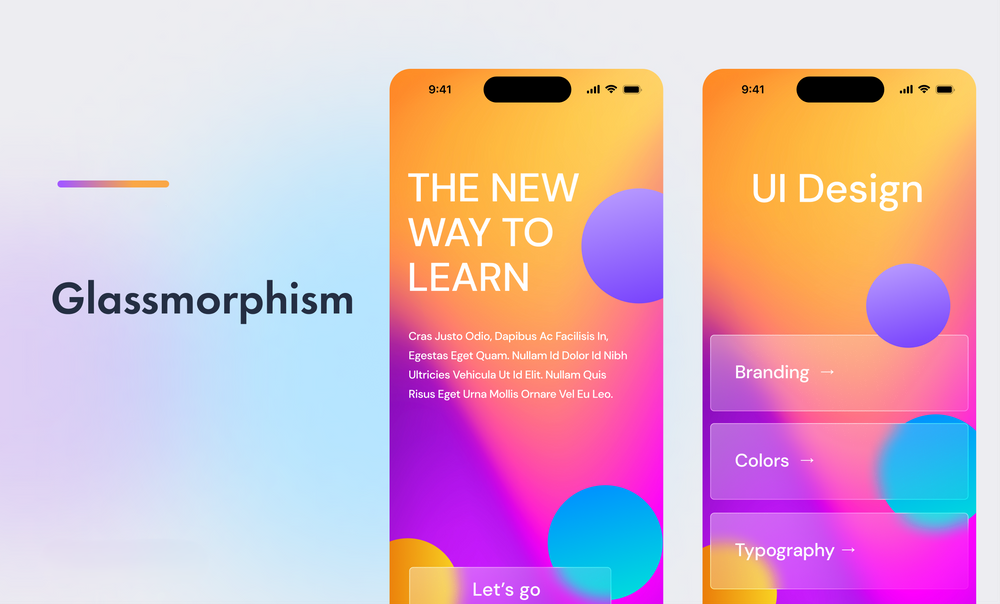 Glassmorphism
9:41
THE NEW
WAY TO
LEARN
Cras Justo Odio, Dapibus Ac Facilisis In,
Egestas Eget Quam. Nullam Id Dolor Id Nibh
Ultricies Vehicula Ut Id Elit. Nullam Quis
Risus Eget Urna Mollis Ornare Vel Eu Leo.
Let’s go
9:41
UI Design
Branding →
Colors →
Typography →